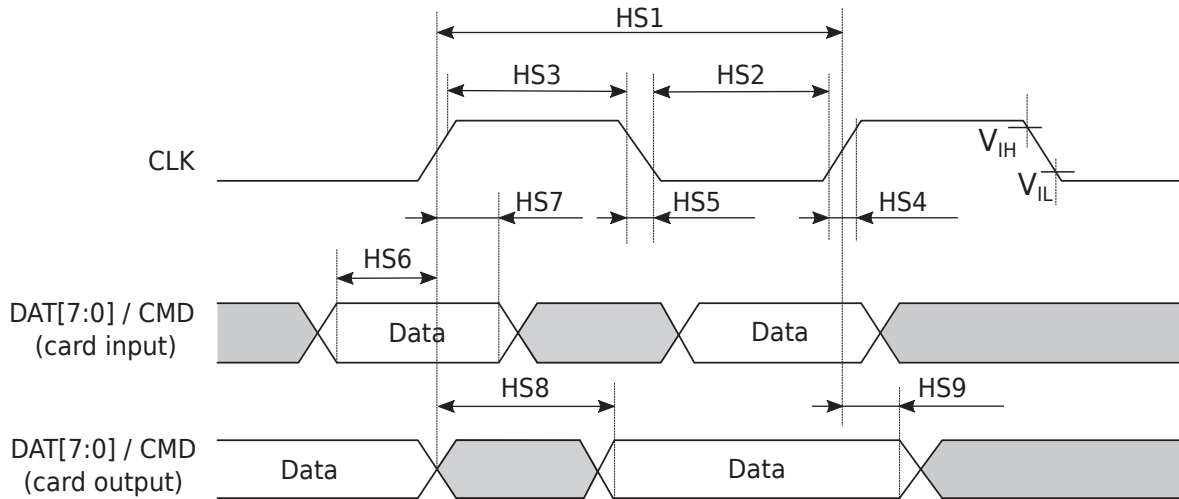 HS1
HS3
HS2
CLK
V_IH
V_IL
HS7
HS5
HS4
HS6
DAT[7:0] / CMD
(card input)
Data
Data
HS8
HS9
DAT[7:0] / CMD
(card output)
Data
Data